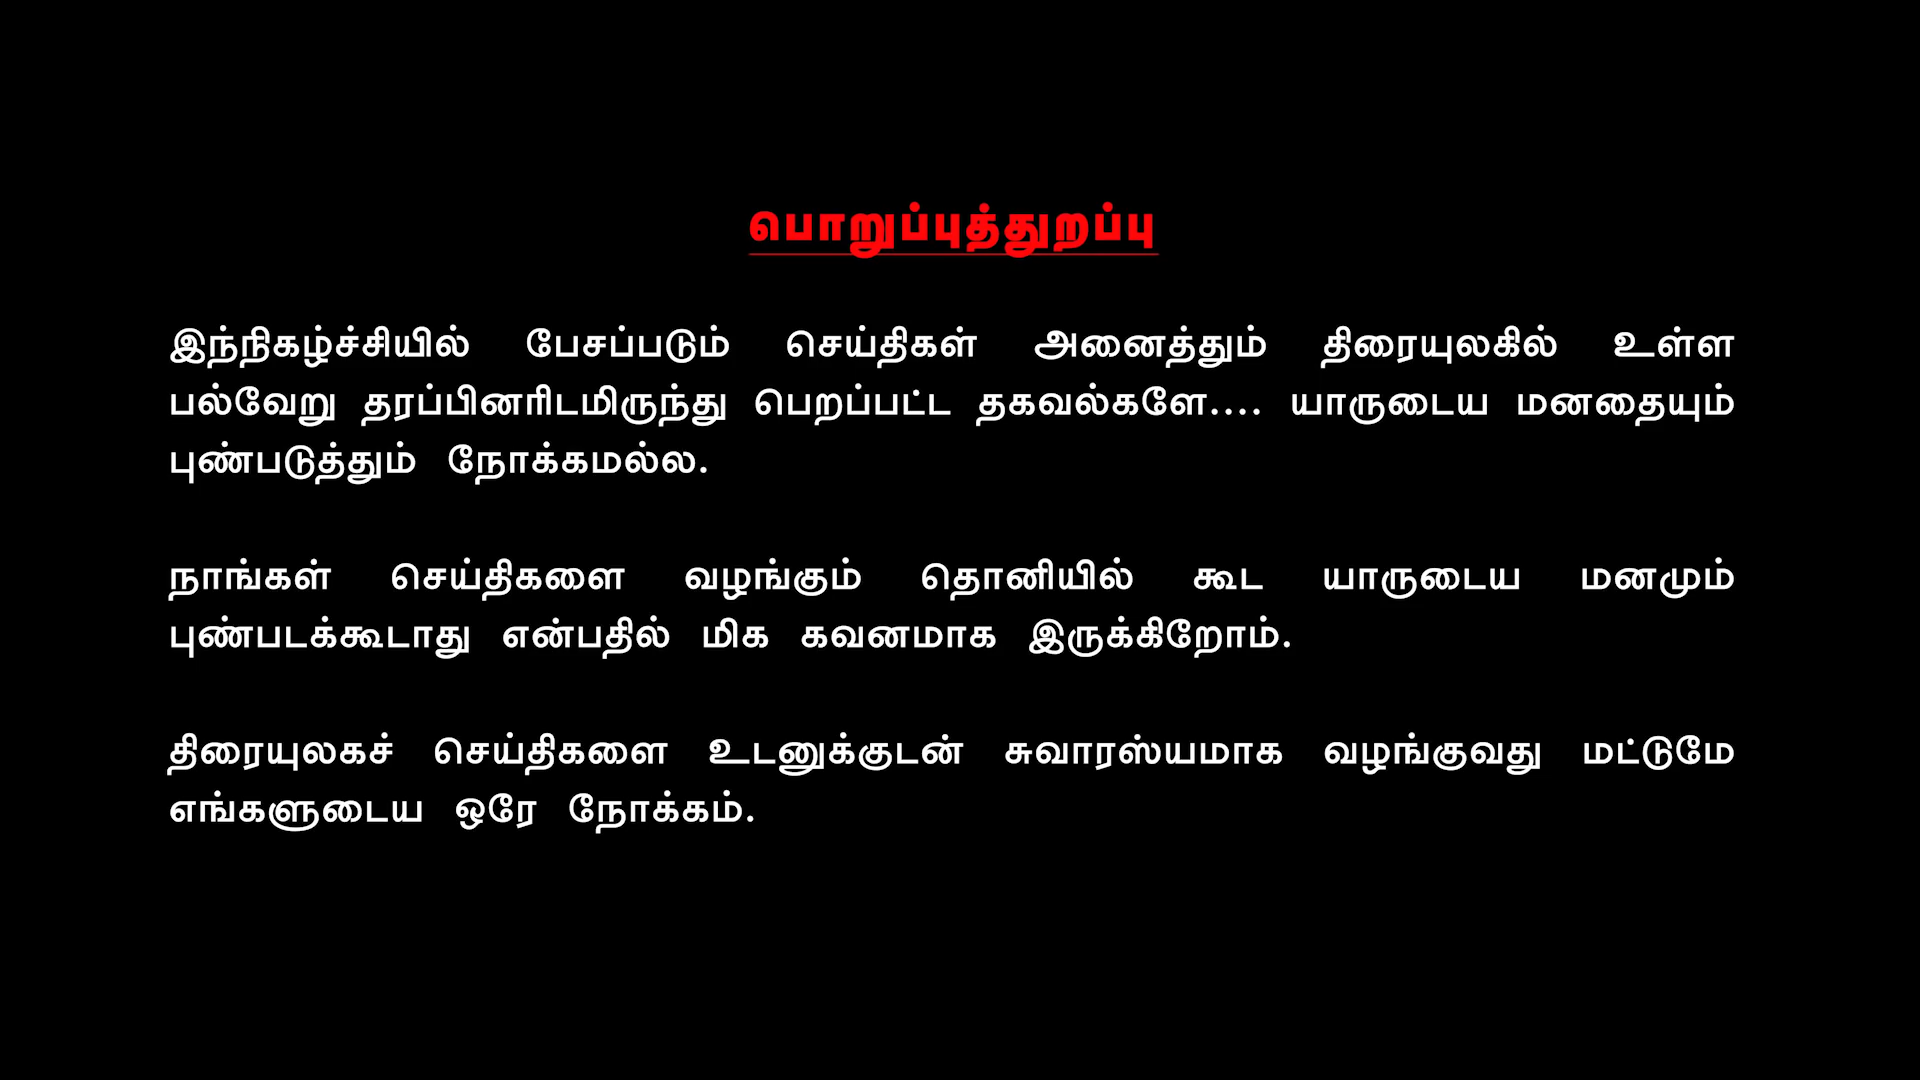 பொறுப்புத்துறப்பு
இந்நிகழ்ச்சியில் பேசப்படும் செய்திகள் அனைத்தும் திரையுலகில் உள்ள
பல்வேறு தரப்பினரிடமிருந்து பெறப்பட்ட தகவல்களே.... யாருடைய மனதையும்
புண்படுத்தும் நோக்கமல்ல.
நாங்கள் செய்திகளை வழங்கும் தொனியில் கூட யாருடைய மனமும்
புண்படக்கூடாது என்பதில் மிக கவனமாக இருக்கிறோம்.
திரையுலகச் செய்திகளை உடனுக்குடன் சுவாரஸ்யமாக வழங்குவது மட்டுமே
எங்களுடைய ஒரே நோக்கம்.